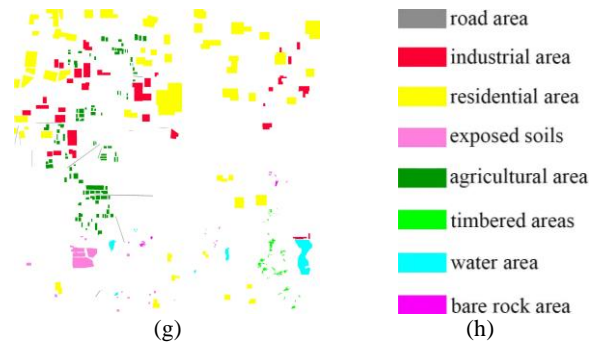 road area
industrial area
residential area
exposed soils
agricultural area
timbered areas
water area
bare rock area
(g)
(h)